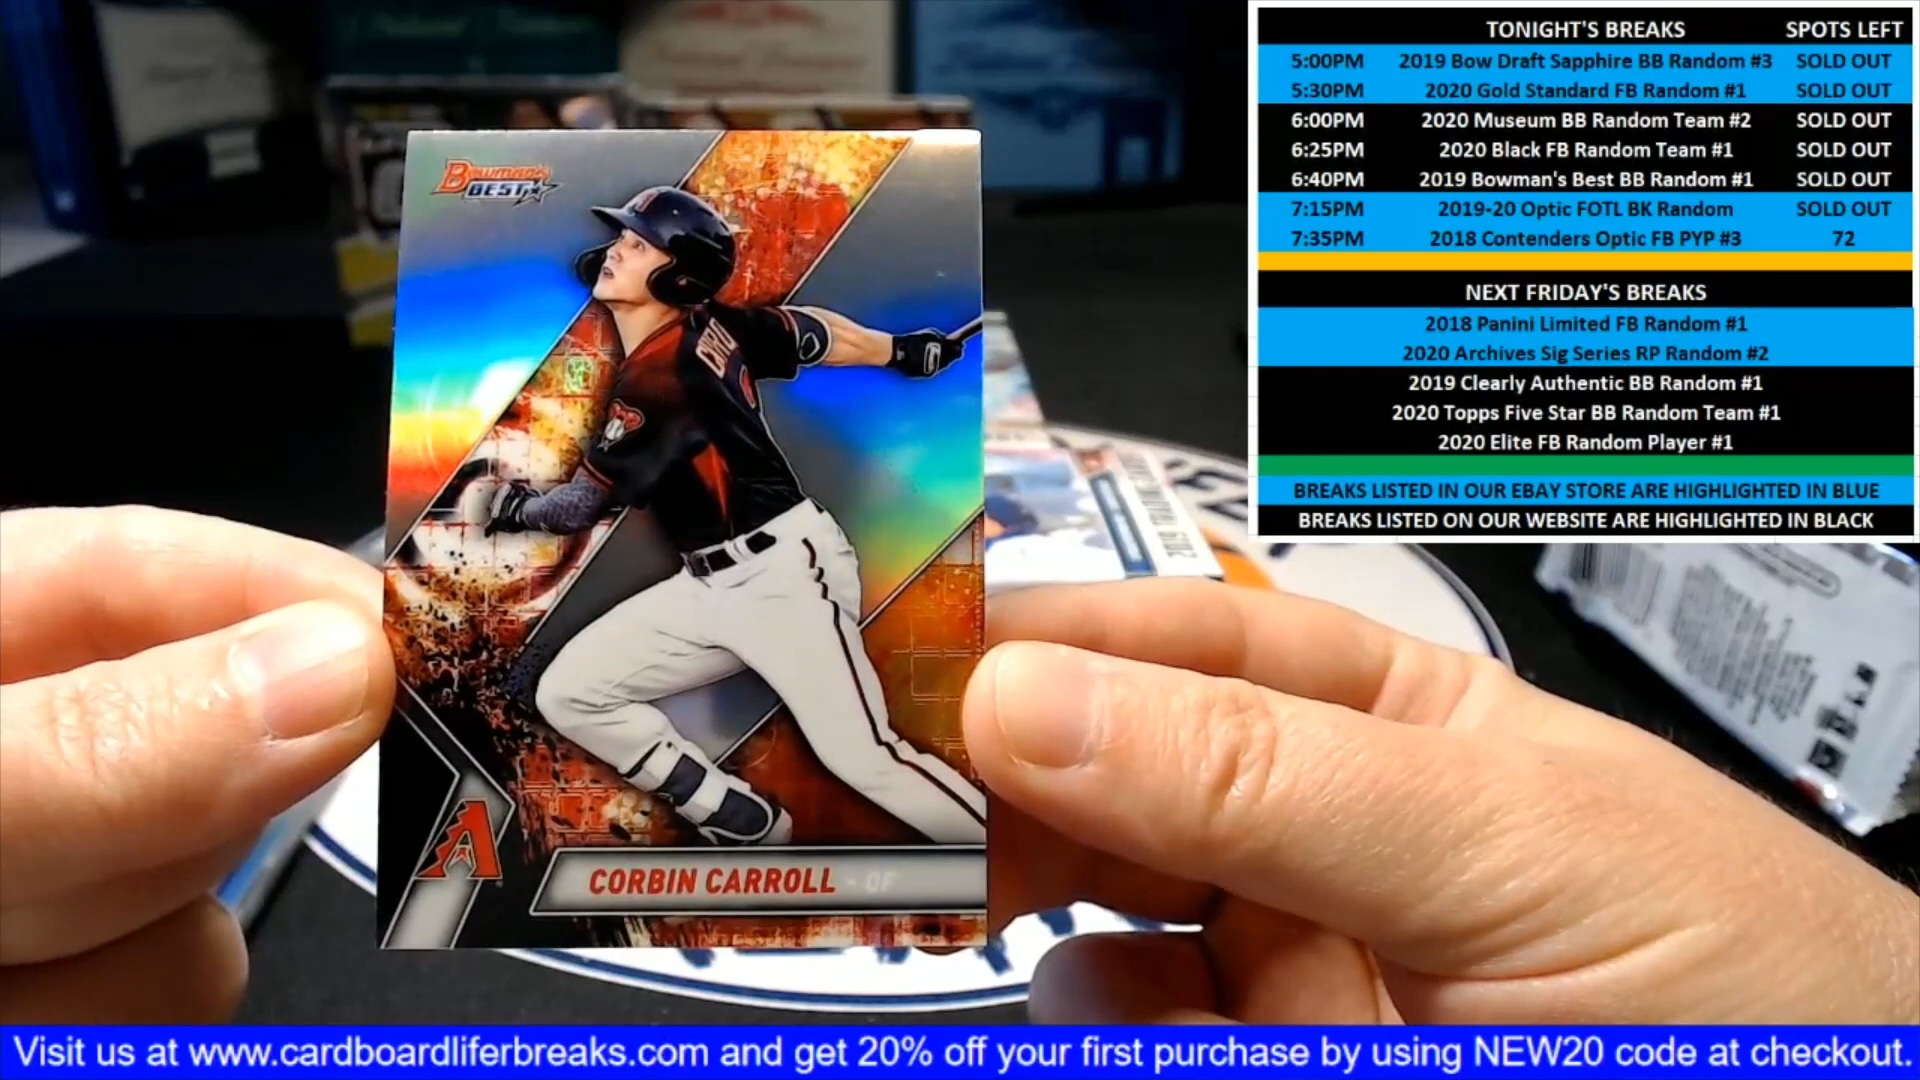 Bowman's
BEST
CORBIN CARROLL - OF
TONIGHT'S BREAKS SPOTS LEFT
5:00PM 2019 Bow Draft Sapphire BB Random #3 SOLD OUT
5:30PM 2020 Gold Standard FB Random #1 SOLD OUT
6:00PM 2020 Museum BB Random Team #2 SOLD OUT
6:25PM 2020 Black FB Random Team #1 SOLD OUT
6:40PM 2019 Bowman's Best BB Random #1 SOLD OUT
7:15PM 2019-20 Optic FOTL BK Random SOLD OUT
7:35PM 2018 Contenders Optic FB PYP #3 72
NEXT FRIDAY'S BREAKS
2018 Panini Limited FB Random #1
2020 Archives Sig Series RP Random #2
2019 Clearly Authentic BB Random #1
2020 Topps Five Star BB Random Team #1
2020 Elite FB Random Player #1
BREAKS LISTED IN OUR EBAY STORE ARE HIGHLIGHTED IN BLUE
BREAKS LISTED ON OUR WEBSITE ARE HIGHLIGHTED IN BLACK
Visit us at www.cardboardliferbreaks.com and get 20% off your first purchase by using NEW20 code at checkout.